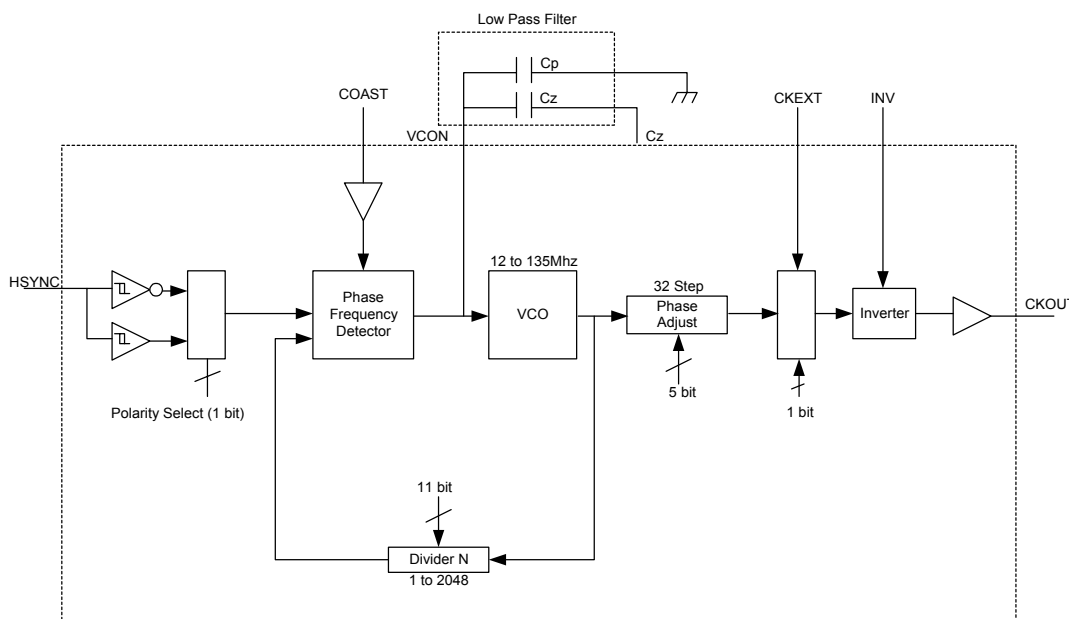 Low Pass Filter
Cp
COAST
Cz
CKEXT
INV
VCON
Cz
12 to 135Mhz
HSYNC
32 Step
Phase
Frequency
Detector
VCO
Phase
Adjust
Inverter
CKOUT
5 bit
Polarity Select (1 bit)
1 bit
11 bit
Divider N
1 to 2048